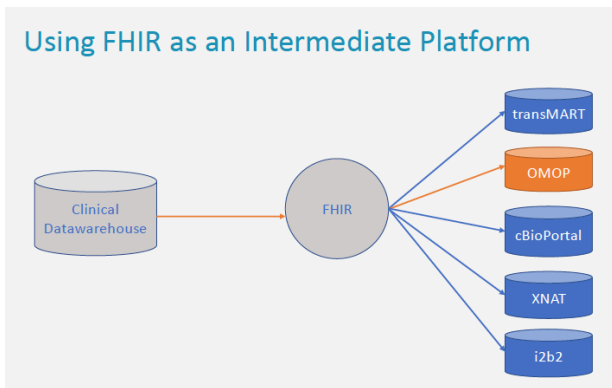 Using FHIR as an Intermediate Platform
transMART
OMOP
Clinical
Datawarehouse
FHIR
cBioPortal
XNAT
i2b2